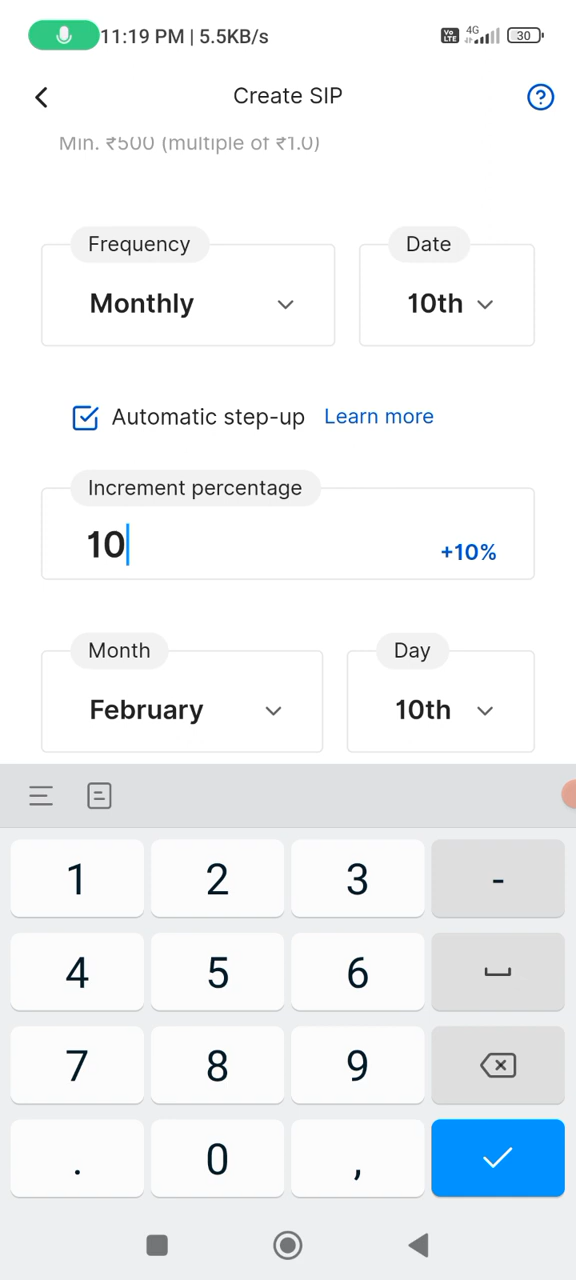 11:19 PM | 5.5KB/s Vo LTE 4G 30
Create SIP ?
Min. ₹500 (multiple of ₹1.0)
Frequency Date
Monthly 10th
Automatic step-up Learn more
Increment percentage
10 +10%
Month Day
February 10th
1 2 3 -
4 5 6
7 8 9
. 0 ,